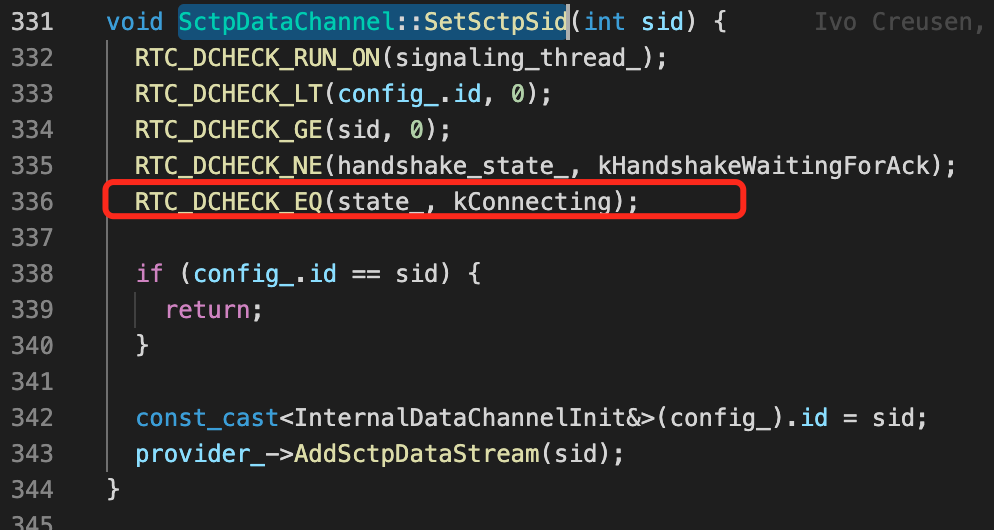 331 void SctpDataChannel::SetSctpSid(int sid) { Ivo Creusen,
332 RTC_DCHECK_RUN_ON(signaling_thread_);
333 RTC_DCHECK_LT(config_.id, 0);
334 RTC_DCHECK_GE(sid, 0);
335 RTC_DCHECK_NE(handshake_state_, kHandshakeWaitingForAck);
336 RTC_DCHECK_EQ(state_, kConnecting);
337
338 if (config_.id == sid) {
339 return;
340 }
341
342 const_cast<InternalDataChannelInit&>(config_).id = sid;
343 provider_->AddSctpDataStream(sid);
344 }
345